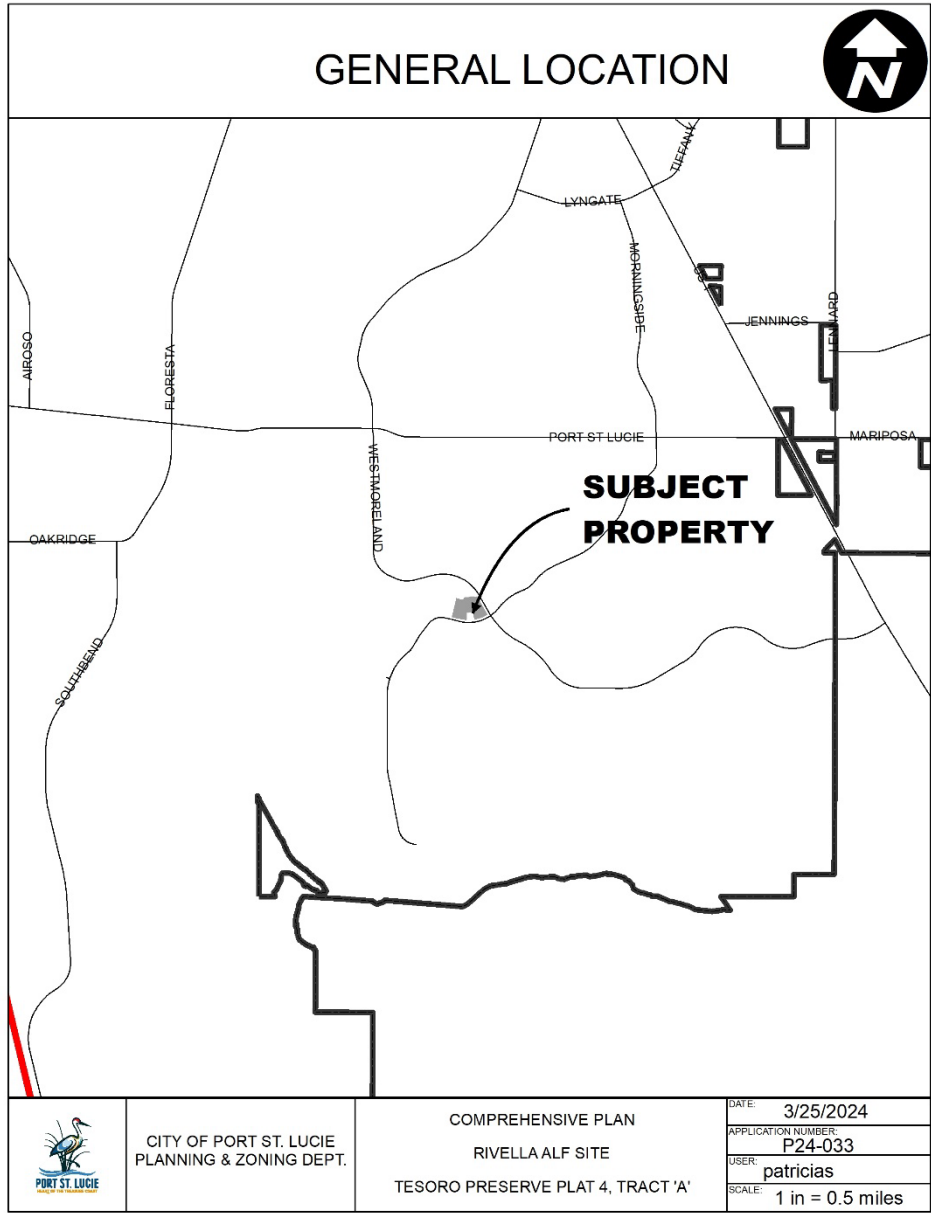 GENERAL LOCATION
N
TIFFANY
LYNGATE
MORNINGSIDE
JENNINGS
LENNARD
AIROSO
FLORESTA
PORT ST LUCIE
MARIPOSA
WESTMORELAND
SUBJECT
PROPERTY
OAKRIDGE
SOUTHBEND
PORT ST. LUCIE
CITY OF PORT ST. LUCIE
PLANNING & ZONING DEPT.
COMPREHENSIVE PLAN
RIVELLA ALF SITE
TESORO PRESERVE PLAT 4, TRACT 'A'
DATE: 3/25/2024
APPLICATION NUMBER:
P24-033
USER: patricias
SCALE: 1 in = 0.5 miles